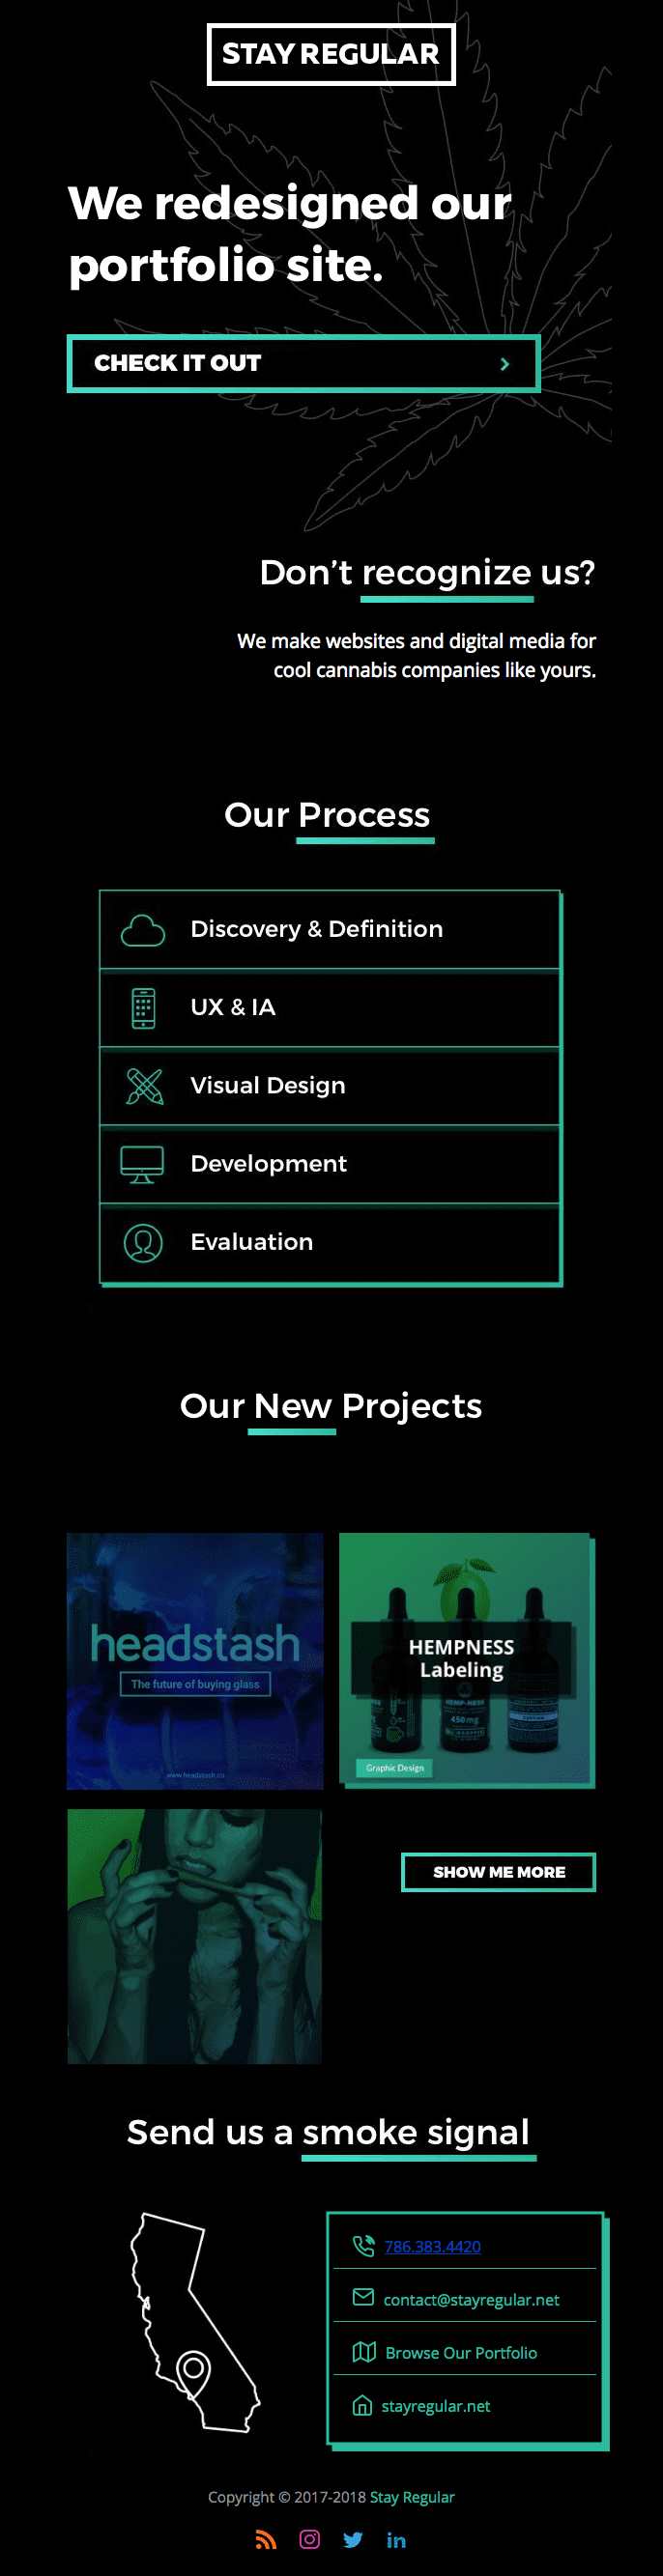 STAY REGULAR
We redesigned our
portfolio site.
CHECK IT OUT
Don't recognize us?
We make websites and digital media for
cool cannabis companies like yours.
Our Process
Discovery & Definition
UX & IA
Visual Design
Development
Evaluation
Our New Projects
headstash
The future of buying glass
www.headstash.co
HEMPNESS
Labeling
HEMP-NESS
450mg
Graphic Design
SHOW ME MORE
Send us a smoke signal
786.383.4420
contact@stayregular.net
Browse Our Portfolio
stayregular.net
Copyright © 2017-2018 Stay Regular
in